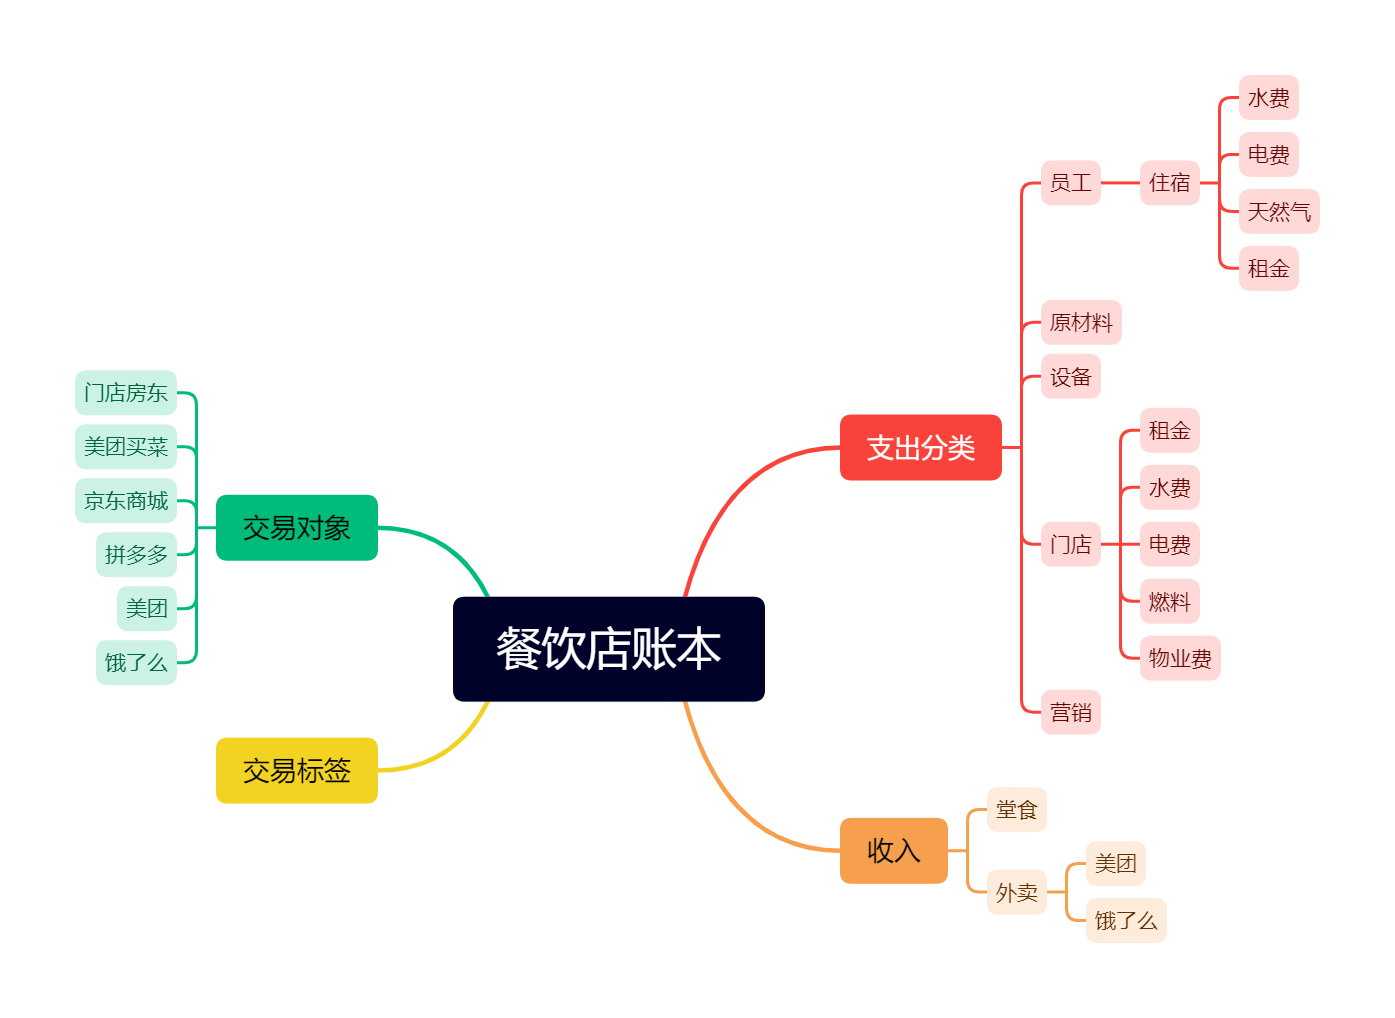 餐饮店账本
支出分类
员工
住宿
水费
电费
天然气
租金
原材料
设备
门店
租金
水费
电费
燃料
物业费
营销
收入
堂食
外卖
美团
饿了么
交易对象
门店房东
美团买菜
京东商城
拼多多
美团
饿了么
交易标签